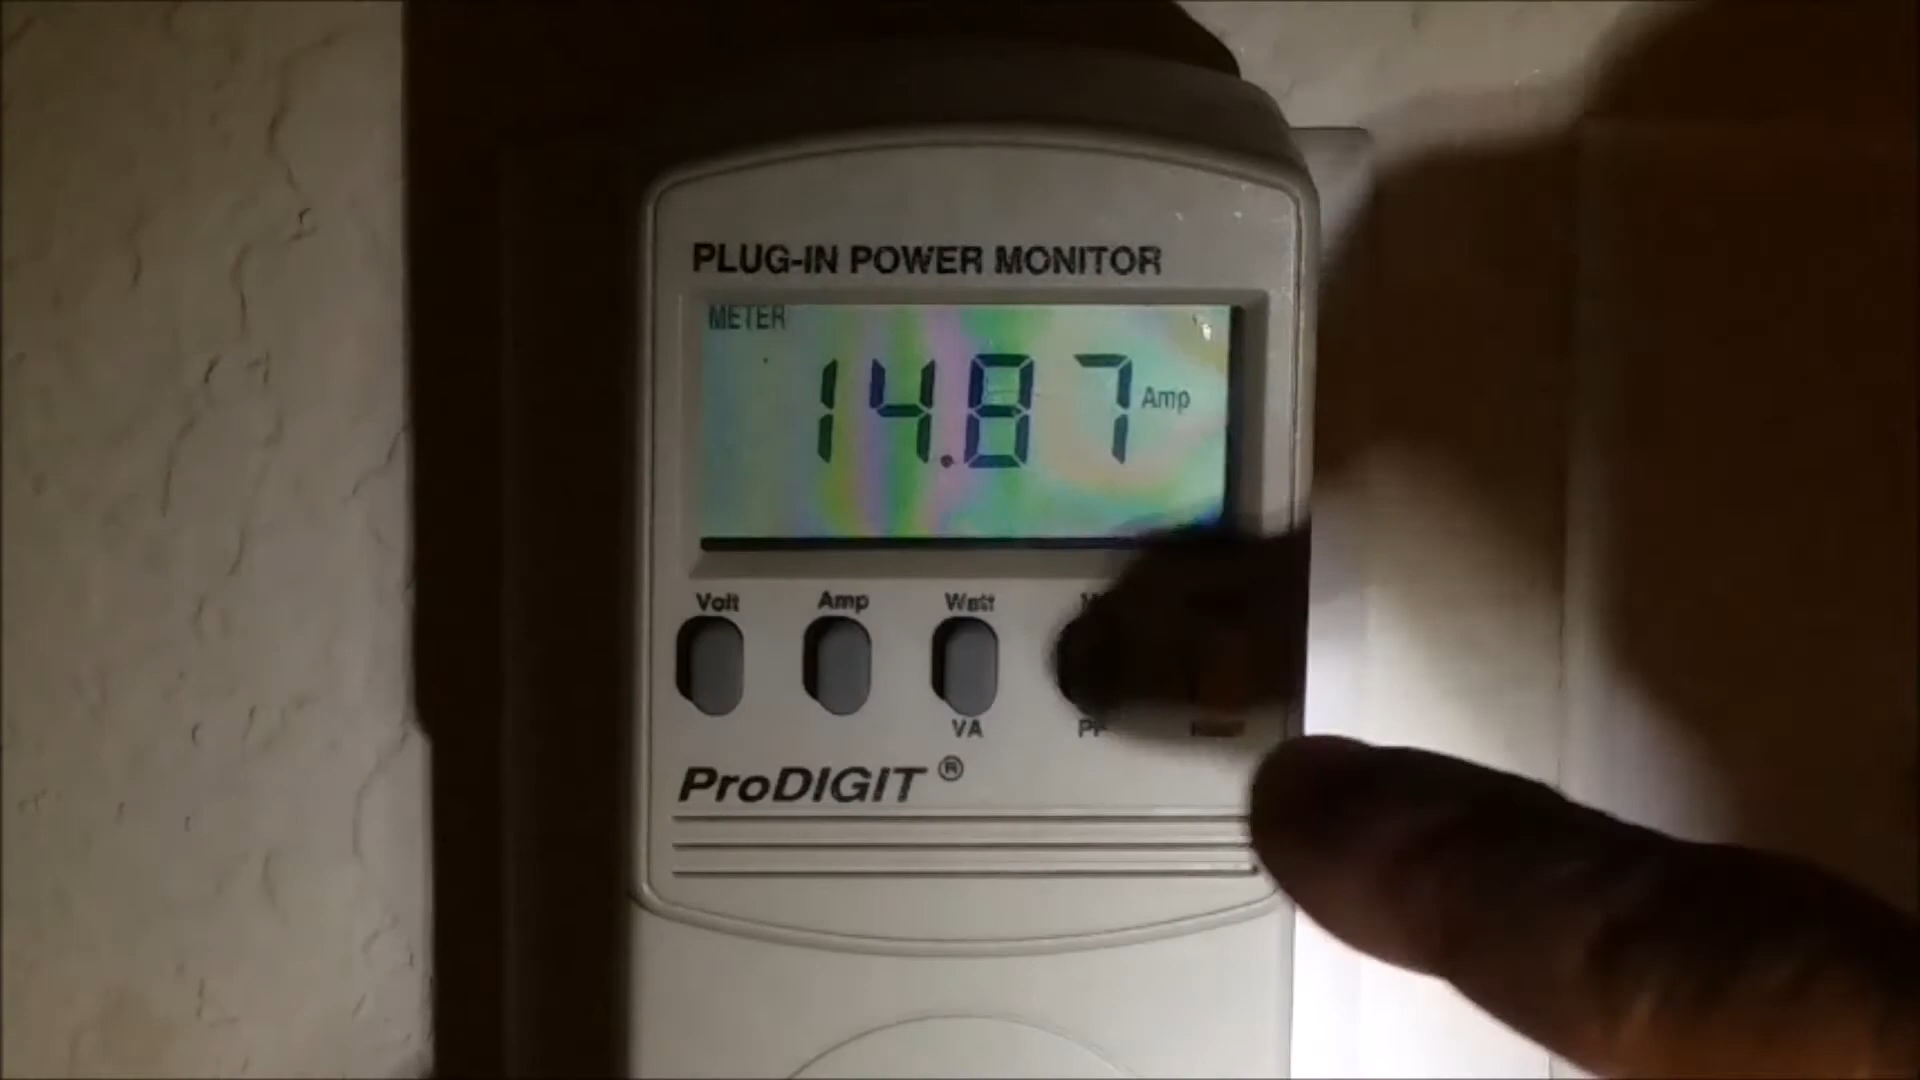 PLUG-IN POWER MONITOR
METER
14.87 Amp
Volt Amp Watt
VA
ProDIGIT ®